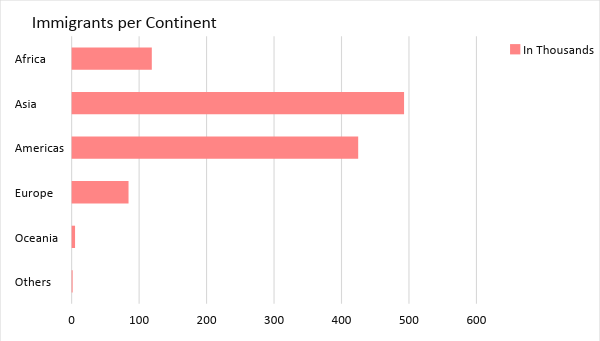 Immigrants per Continent
In Thousands
Africa
Asia
Americas
Europe
Oceania
Others
0 100 200 300 400 500 600